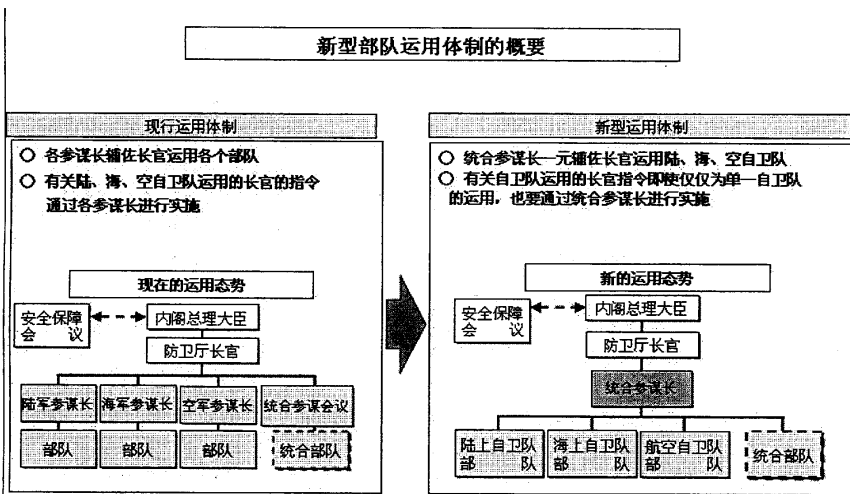 新型部队运用体制的概要
现行运用体制
○ 各参谋长辅佐长官运用各个部队
○ 有关陆、海、空自卫队运用的长官的指令
通过各参谋长进行实施
现在的运用态势
安全保障
会 议
内阁总理大臣
防卫厅长官
陆军参谋长
海军参谋长
空军参谋长
统合参谋会议
部队
部队
部队
统合部队
新型运用体制
○ 统合参谋长一元辅佐长官运用陆、海、空自卫队
○ 有关自卫队运用的长官指令即使仅仅为单一自卫队
的运用，也要通过统合参谋长进行实施
新的运用态势
安全保障
会 议
内阁总理大臣
防卫厅长官
统合参谋长
陆上自卫队
部 队
海上自卫队
部 队
航空自卫队
部 队
统合部队